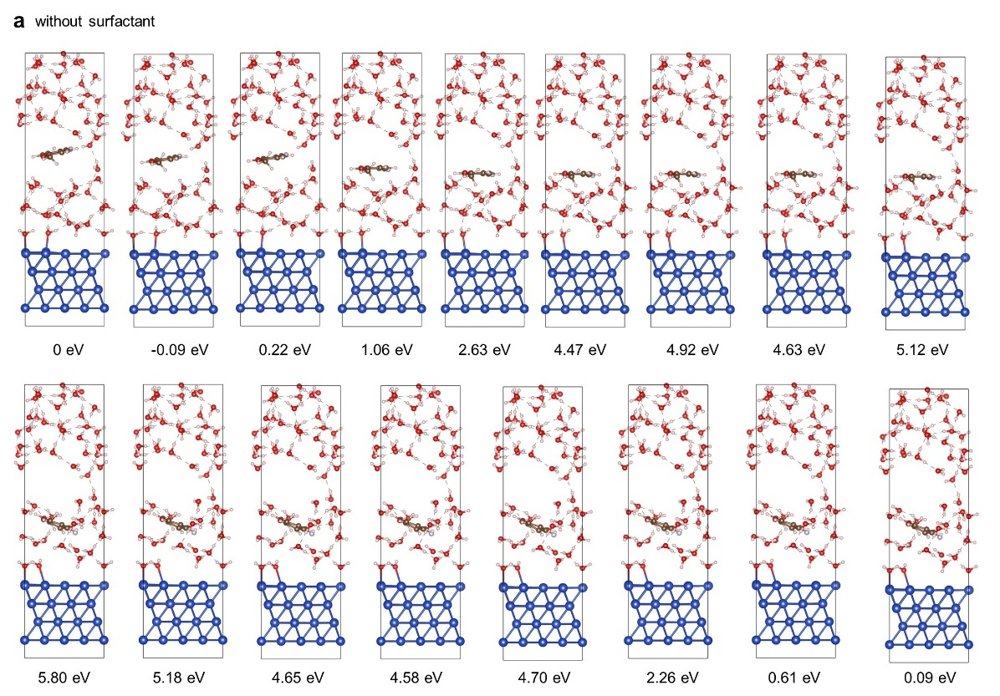 a without surfactant
0 eV -0.09 eV 0.22 eV 1.06 eV 2.63 eV 4.47 eV 4.92 eV 4.63 eV 5.12 eV
5.80 eV 5.18 eV 4.65 eV 4.58 eV 4.70 eV 2.26 eV 0.61 eV 0.09 eV